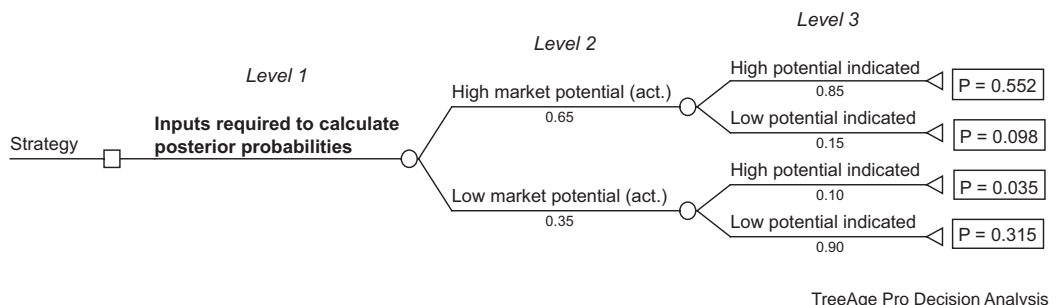 Level 1
Level 2
Level 3
Strategy
Inputs required to calculate
posterior probabilities
High market potential (act.)
0.65
High potential indicated
0.85
P = 0.552
Low potential indicated
0.15
P = 0.098
Low market potential (act.)
0.35
High potential indicated
0.10
P = 0.035
Low potential indicated
0.90
P = 0.315
TreeAge Pro Decision Analysis